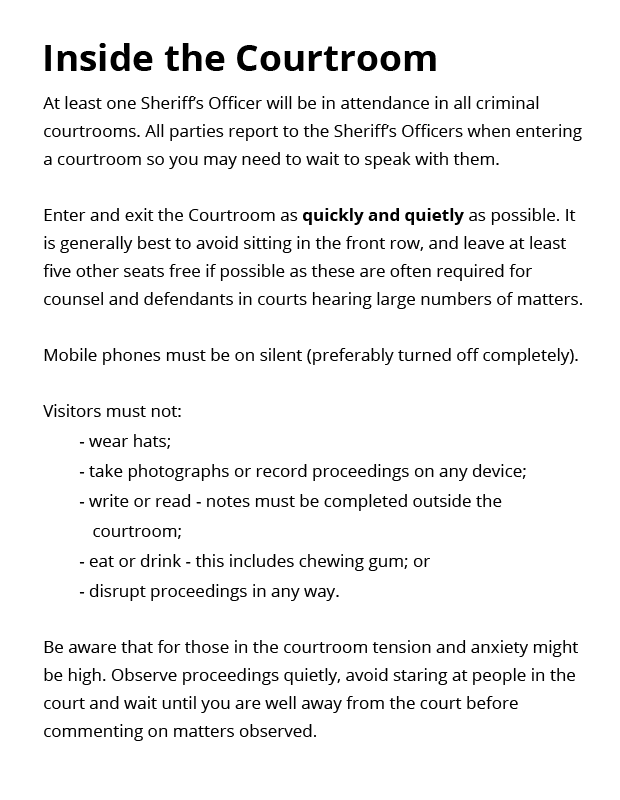 Inside the Courtroom
At least one Sheriff's Officer will be in attendance in all criminal
courtrooms. All parties report to the Sheriff's Officers when entering
a courtroom so you may need to wait to speak with them.
Enter and exit the Courtroom as quickly and quietly as possible. It
is generally best to avoid sitting in the front row, and leave at least
five other seats free if possible as these are often required for
counsel and defendants in courts hearing large numbers of matters.
Mobile phones must be on silent (preferably turned off completely).
Visitors must not:
- wear hats;
- take photographs or record proceedings on any device;
- write or read - notes must be completed outside the
courtroom;
- eat or drink - this includes chewing gum; or
- disrupt proceedings in any way.
Be aware that for those in the courtroom tension and anxiety might
be high. Observe proceedings quietly, avoid staring at people in the
court and wait until you are well away from the court before
commenting on matters observed.